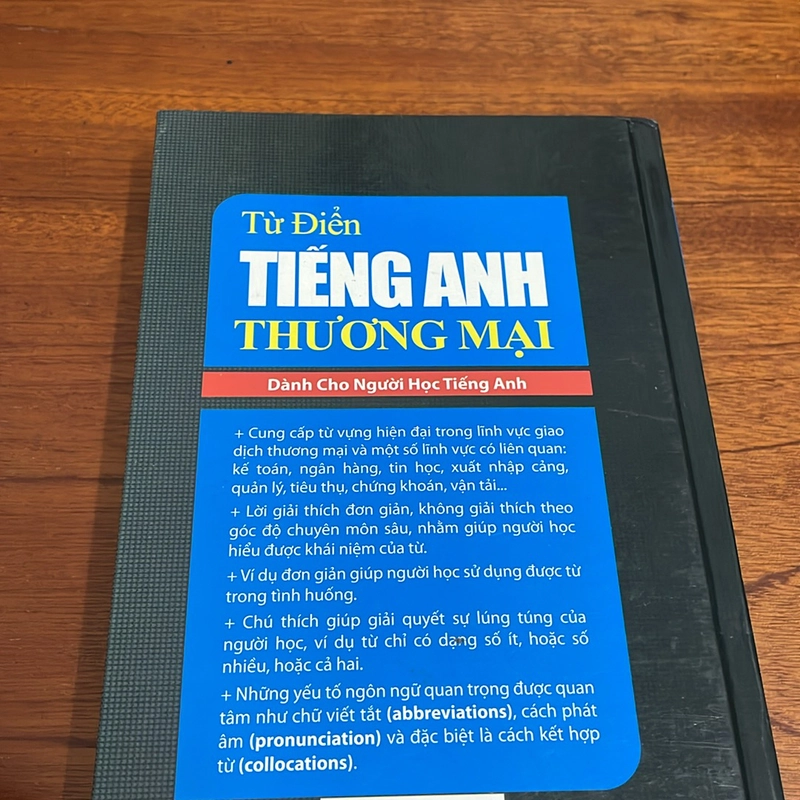 Từ Điển
TIẾNG ANH
THƯƠNG MẠI
Dành Cho Người Học Tiếng Anh
+ Cung cấp từ vựng hiện đại trong lĩnh vực giao
dịch thương mại và một số lĩnh vực có liên quan:
kế toán, ngân hàng, tin học, xuất nhập cảng,
quản lý, tiêu thụ, chứng khoán, vận tải...
+ Lời giải thích đơn giản, không giải thích theo
góc độ chuyên môn sâu, nhằm giúp người học
hiểu được khái niệm của từ.
+ Ví dụ đơn giản giúp người học sử dụng được từ
trong tình huống.
+ Chú thích giúp giải quyết sự lúng túng của
người học, ví dụ từ chỉ có dạng số ít, hoặc số
nhiều, hoặc cả hai.
+ Những yếu tố ngôn ngữ quan trọng được quan
tâm như chữ viết tắt (abbreviations), cách phát
âm (pronunciation) và đặc biệt là cách kết hợp
từ (collocations).